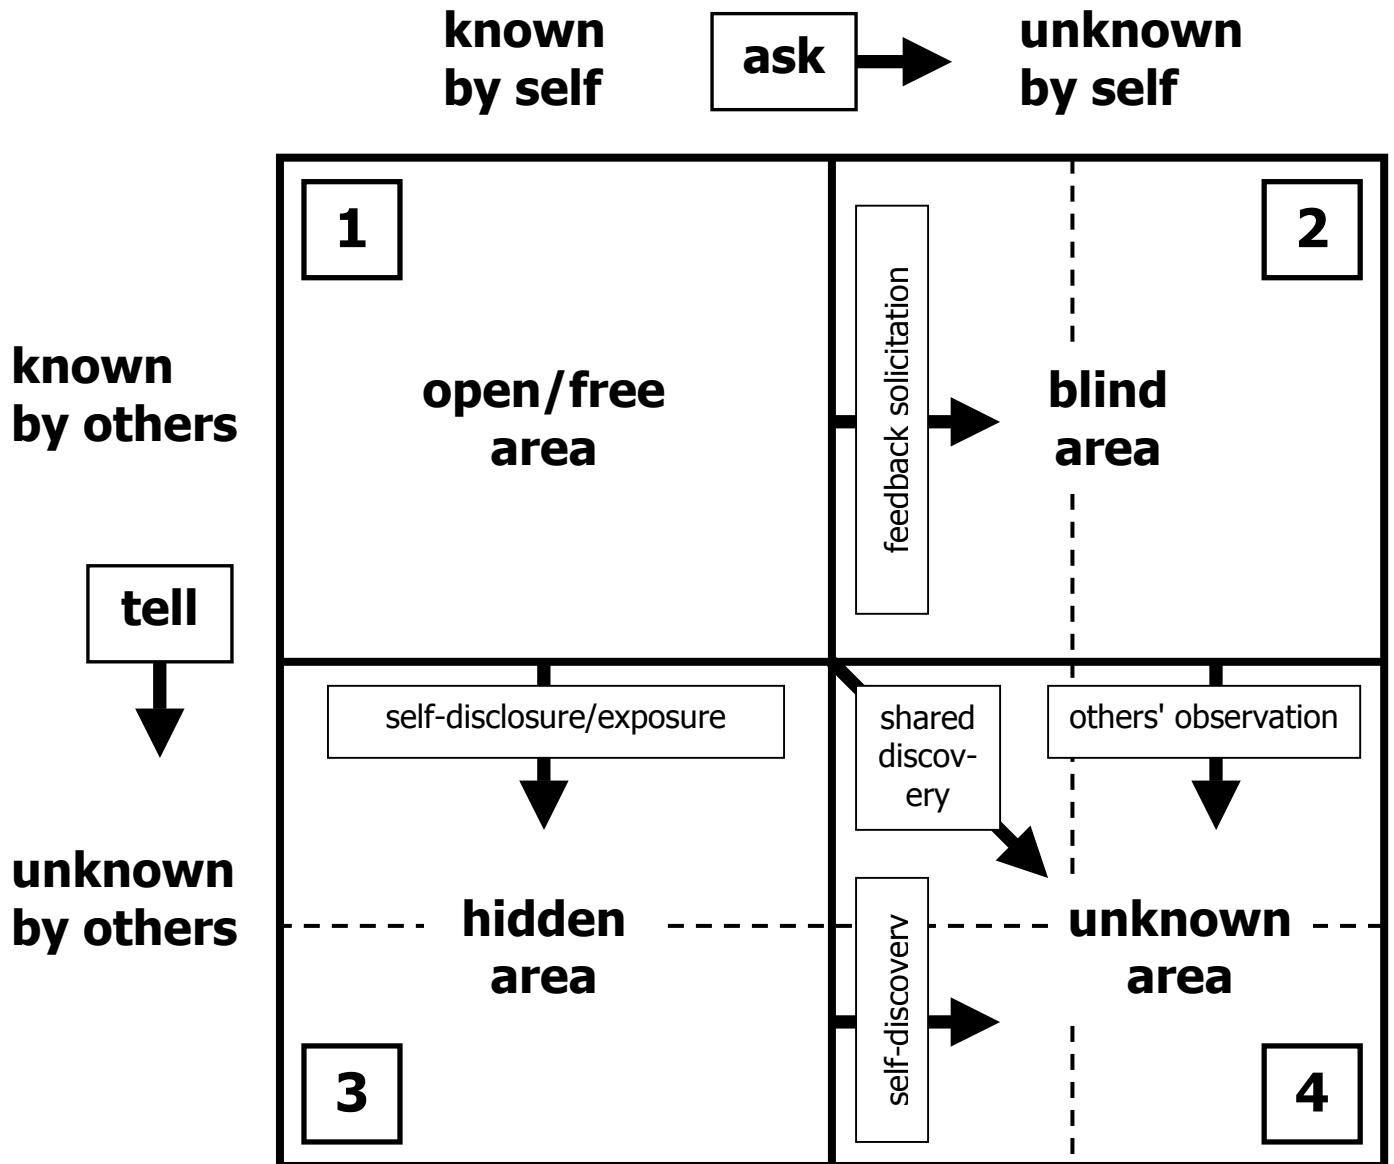 known
by self
ask
unknown
by self
1
2
known
by others
open/free
area
feedback solicitation
blind
area
tell
self-disclosure/exposure
shared
discov-
ery
others' observation
unknown
by others
hidden
area
self-discovery
unknown
area
3
4